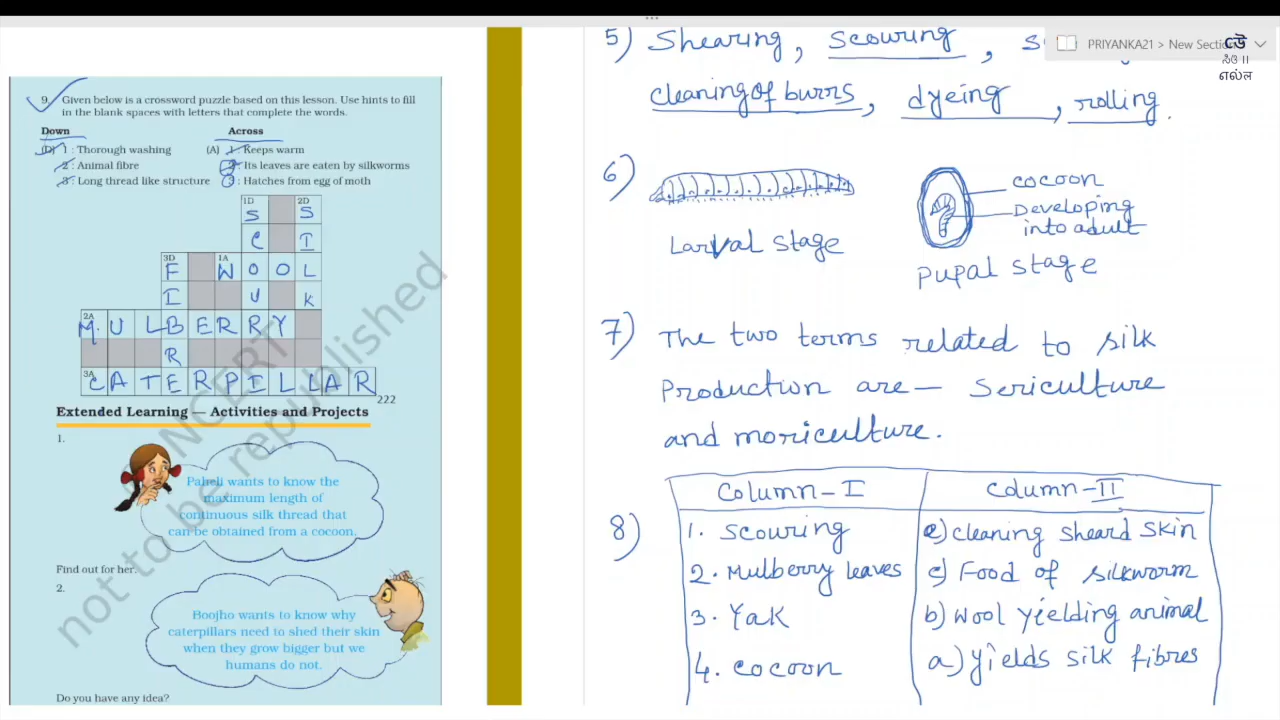 9. Given below is a crossword puzzle based on this lesson. Use hints to fill
in the blank spaces with letters that complete the words.
Down Across
(D) 1 : Thorough washing (A) 1 : Keeps warm
2 : Animal fibre 2 : Its leaves are eaten by silkworms
3 : Long thread like structure 3 : Hatches from egg of moth
1D S 2D S
C I
3D F 1A W O O L
I U K
2A M U L B E R R Y
R
3A C A T E R P I L L A R
222
Extended Learning — Activities and Projects
1.
Paheli wants to know the
maximum length of
continuous silk thread that
can be obtained from a cocoon.
Find out for her.
2.
Boojho wants to know why
caterpillars need to shed their skin
when they grow bigger but we
humans do not.
Do you have any idea?
NCERT
not to be republished
PRIYANKA21 > New Section
5) Shearing, scouring,
cleaning of burrs, dyeing, rolling.
6) cocoon
Developing
into adult
Larval stage
Pupal stage
7) The two terms related to silk
Production are — Sericulture
and moriculture.
8) Column - I Column - II
1. Scouring e) cleaning sheard skin
2. Mulberry leaves c) Food of silkworm
3. Yak b) wool yielding animal
4. cocoon a) yields silk fibres